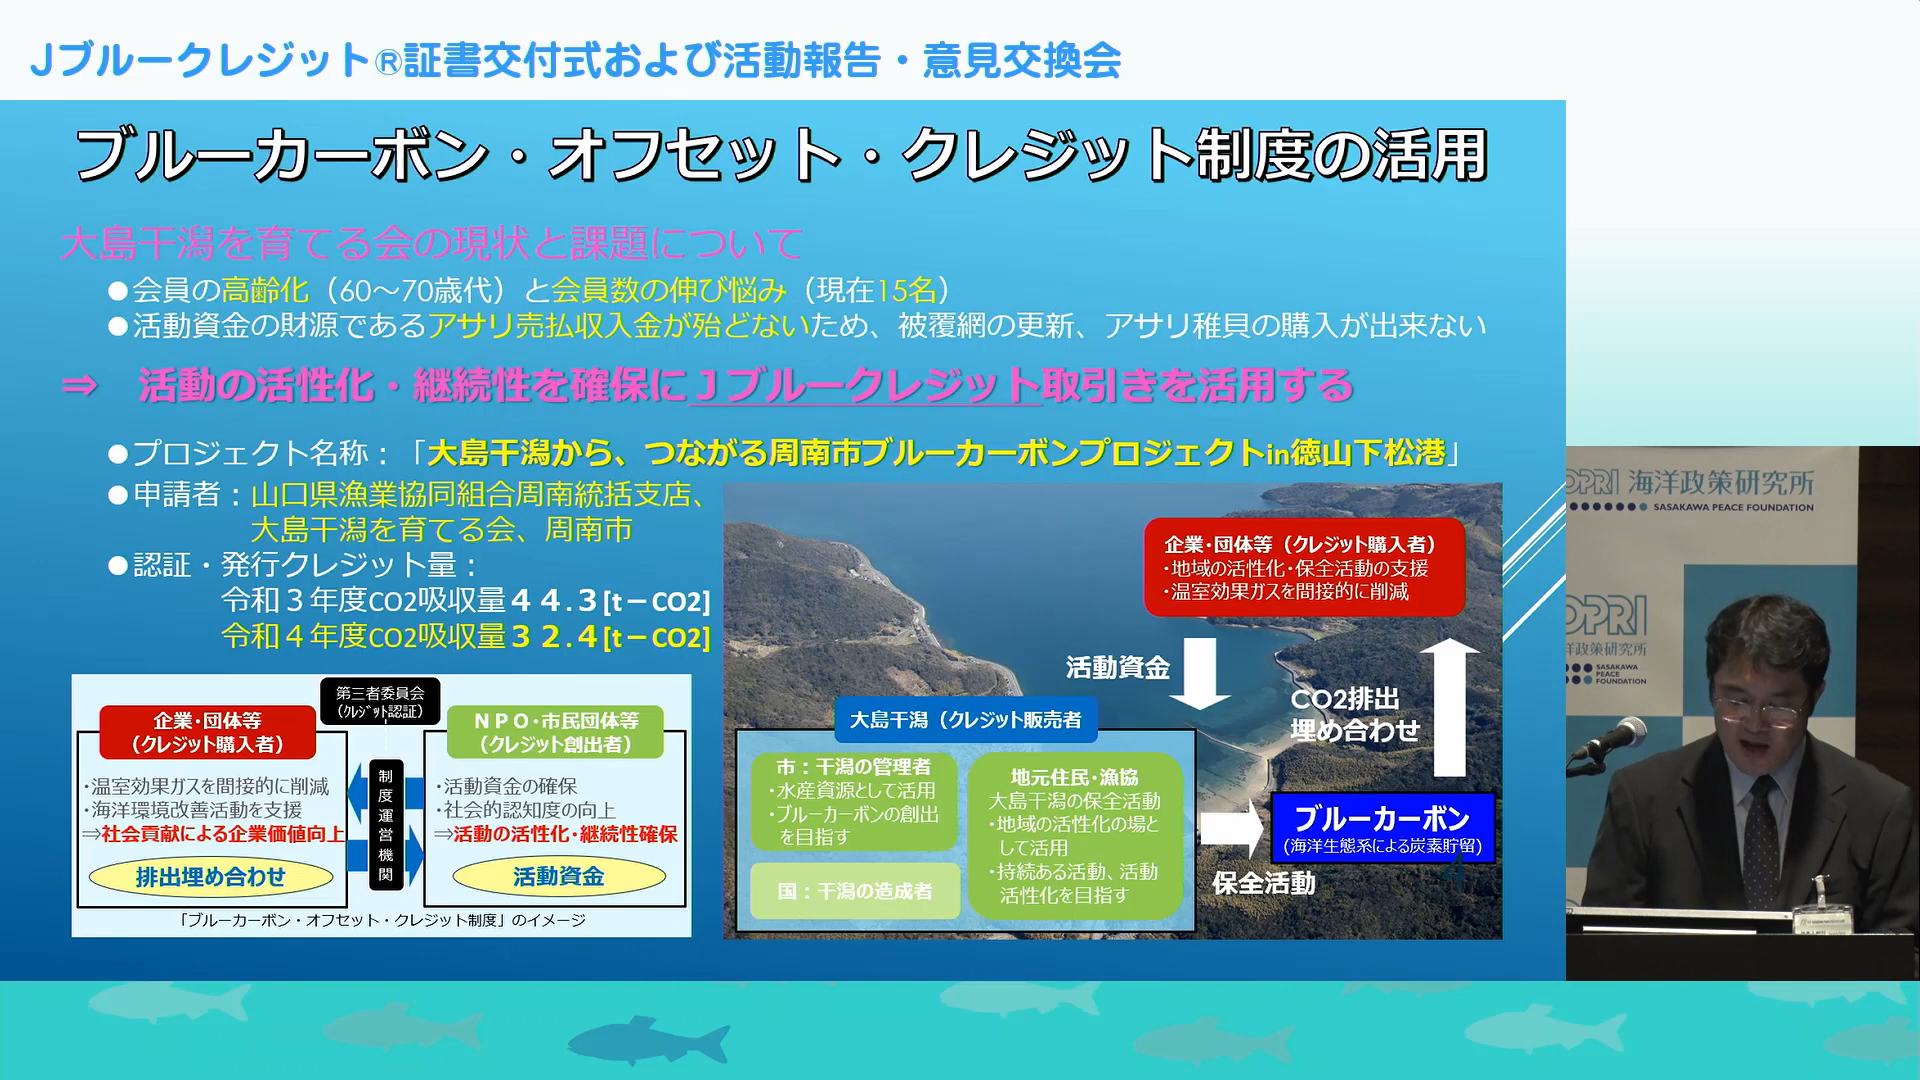 Jブルークレジット®証書交付式および活動報告・意見交換会
ブルーカーボン・オフセット・クレジット制度の活用
大島干潟を育てる会の現状と課題について
●会員の高齢化（60～70歳代）と会員数の伸び悩み（現在15名）
●活動資金の財源であるアサリ売払収入金が殆どないため、被覆網の更新、アサリ稚貝の購入が出来ない
⇒　活動の活性化・継続性を確保にＪブルークレジット取引きを活用する
●プロジェクト名称：「大島干潟から、つながる周南市ブルーカーボンプロジェクトin徳山下松港」
●申請者：山口県漁業協同組合周南統括支店、
大島干潟を育てる会、周南市
●認証・発行クレジット量：
令和３年度CO2吸収量４４.３[t－CO2]
令和４年度CO2吸収量３２.４[t－CO2]
第三者委員会
（ｸﾚｼﾞｯﾄ認証）
企業・団体等
（クレジット購入者）
・温室効果ガスを間接的に削減
・海洋環境改善活動を支援
⇒社会貢献による企業価値向上
排出埋め合わせ
制度運営機関
ＮＰＯ・市民団体等
（クレジット創出者）
・活動資金の確保
・社会的認知度の向上
⇒活動の活性化・継続性確保
活動資金
「ブルーカーボン・オフセット・クレジット制度」のイメージ
企業・団体等（クレジット購入者）
・地域の活性化・保全活動の支援
・温室効果ガスを間接的に削減
活動資金
CO2排出
埋め合わせ
大島干潟（クレジット販売者
市：干潟の管理者
・水産資源として活用
・ブルーカーボンの創出
を目指す
国：干潟の造成者
地元住民・漁協
大島干潟の保全活動
・地域の活性化の場と
して活用
・持続ある活動、活動
活性化を目指す
保全活動
ブルーカーボン
(海洋生態系による炭素貯留)
4
OPRI 海洋政策研究所
SASAKAWA PEACE FOUNDATION
OPRI
洋政策研究所
SASAKAWA
PEACE
FOUNDATION